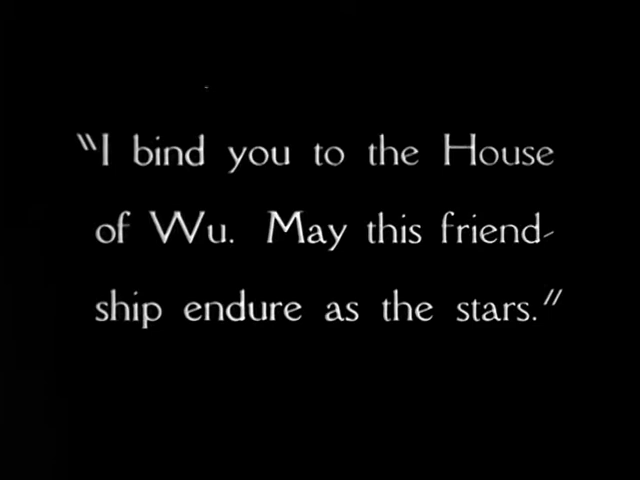 "I bind you to the House
of Wu. May this friend-
ship endure as the stars."